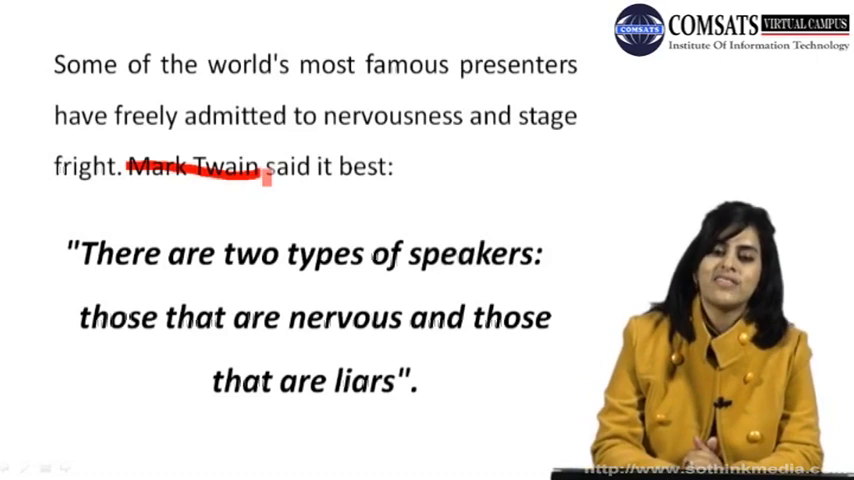 COMSATS VIRTUAL CAMPUS
COMSATS
Institute Of Information Technology
Some of the world's most famous presenters
have freely admitted to nervousness and stage
fright. Mark Twain said it best:
"There are two types of speakers:
those that are nervous and those
that are liars".
http://www.sothinkmedia.com